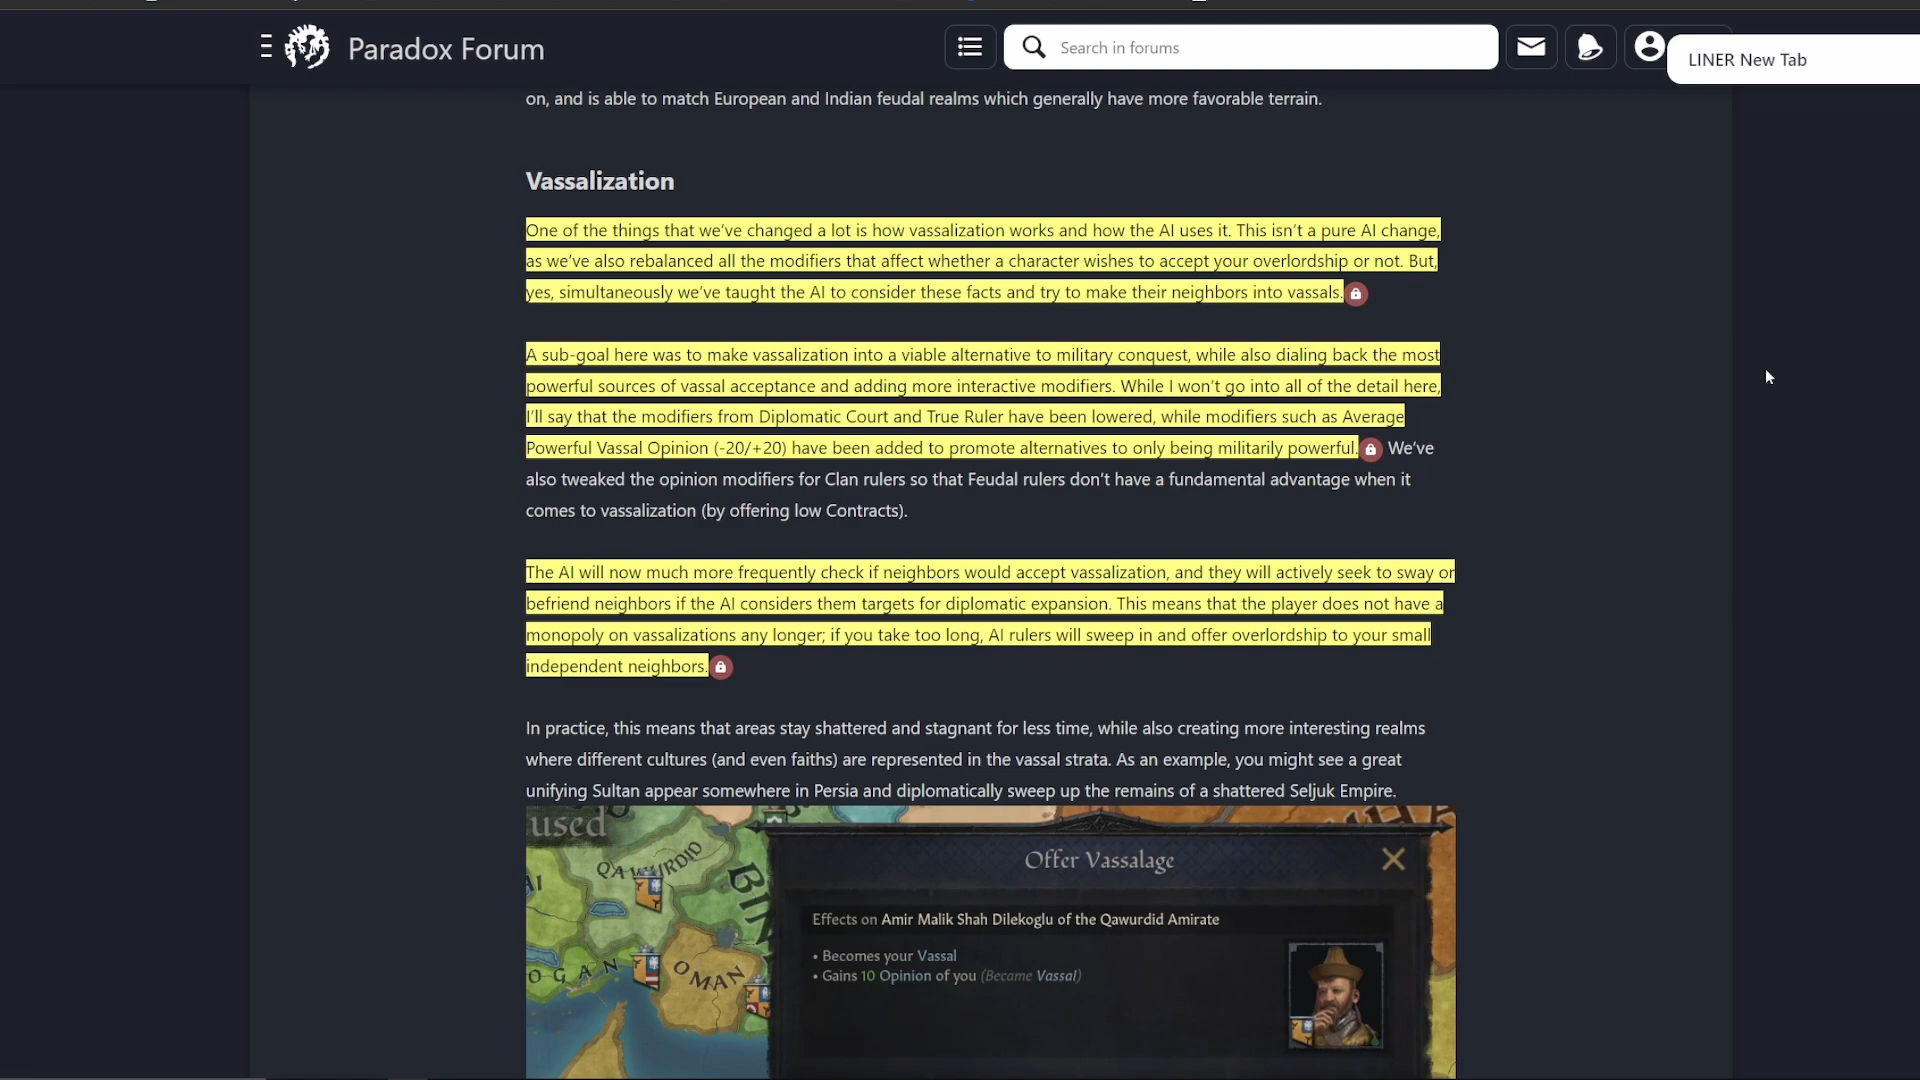 Paradox Forum
Search in forums
LINER New Tab
on, and is able to match European and Indian feudal realms which generally have more favorable terrain.
Vassalization
One of the things that we've changed a lot is how vassalization works and how the AI uses it. This isn't a pure AI change,
as we've also rebalanced all the modifiers that affect whether a character wishes to accept your overlordship or not. But,
yes, simultaneously we've taught the AI to consider these facts and try to make their neighbors into vassals.
A sub-goal here was to make vassalization into a viable alternative to military conquest, while also dialing back the most
powerful sources of vassal acceptance and adding more interactive modifiers. While I won't go into all of the detail here,
I'll say that the modifiers from Diplomatic Court and True Ruler have been lowered, while modifiers such as Average
Powerful Vassal Opinion (-20/+20) have been added to promote alternatives to only being militarily powerful. We've
also tweaked the opinion modifiers for Clan rulers so that Feudal rulers don't have a fundamental advantage when it
comes to vassalization (by offering low Contracts).
The AI will now much more frequently check if neighbors would accept vassalization, and they will actively seek to sway or
befriend neighbors if the AI considers them targets for diplomatic expansion. This means that the player does not have a
monopoly on vassalizations any longer; if you take too long, AI rulers will sweep in and offer overlordship to your small
independent neighbors.
In practice, this means that areas stay shattered and stagnant for less time, while also creating more interesting realms
where different cultures (and even faiths) are represented in the vassal strata. As an example, you might see a great
unifying Sultan appear somewhere in Persia and diplomatically sweep up the remains of a shattered Seljuk Empire.
used
QAWURDID
Offer Vassalage
Effects on Amir Malik Shah Dilekoglu of the Qawurdid Amirate
• Becomes your Vassal
• Gains 10 Opinion of you (Became Vassal)
OGAN
OMAN